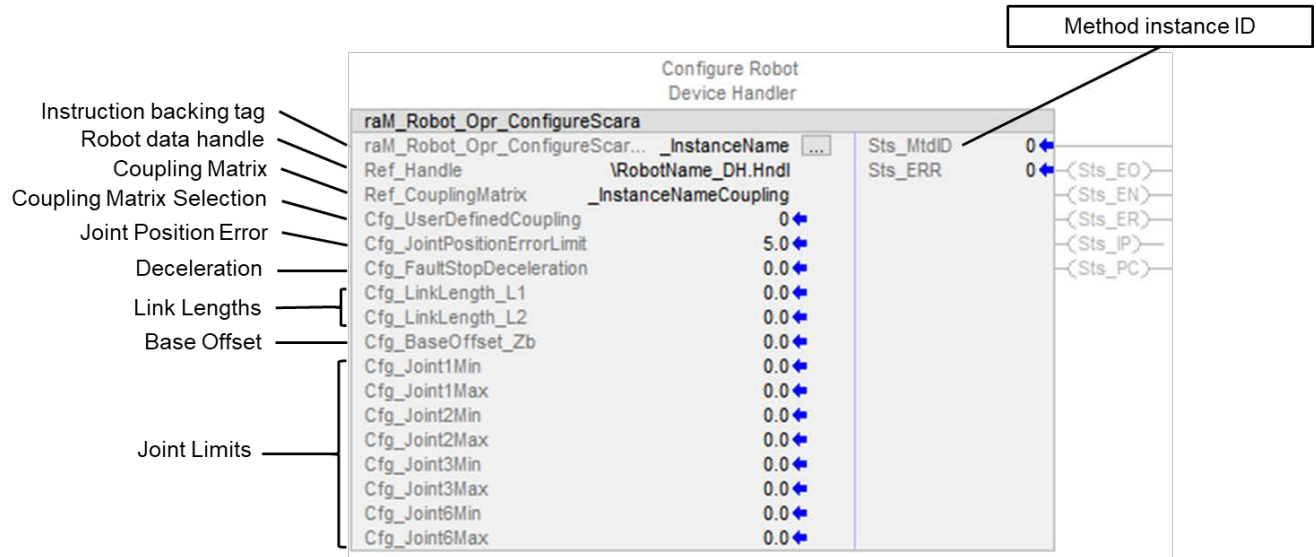 Method instance ID
Configure Robot
Device Handler
Instruction backing tag
raM_Robot_Opr_ConfigureScara
Robot data handle
raM_Robot_Opr_ConfigureScar... _InstanceName ... Sts_MtdID 0
Coupling Matrix
Ref_Handle \RobotName_DH.Hndl Sts_ERR 0 (Sts_EO)
Coupling Matrix Selection
Ref_CouplingMatrix _InstanceNameCoupling (Sts_EN)
Cfg_UserDefinedCoupling 0 (Sts_ER)
Joint Position Error Cfg_JointPositionErrorLimit 5.0 (Sts_IP)
Deceleration Cfg_FaultStopDeceleration 0.0 (Sts_PC)
Link Lengths
Cfg_LinkLength_L1 0.0
Cfg_LinkLength_L2 0.0
Base Offset Cfg_BaseOffset_Zb 0.0
Joint Limits
Cfg_Joint1Min 0.0
Cfg_Joint1Max 0.0
Cfg_Joint2Min 0.0
Cfg_Joint2Max 0.0
Cfg_Joint3Min 0.0
Cfg_Joint3Max 0.0
Cfg_Joint6Min 0.0
Cfg_Joint6Max 0.0